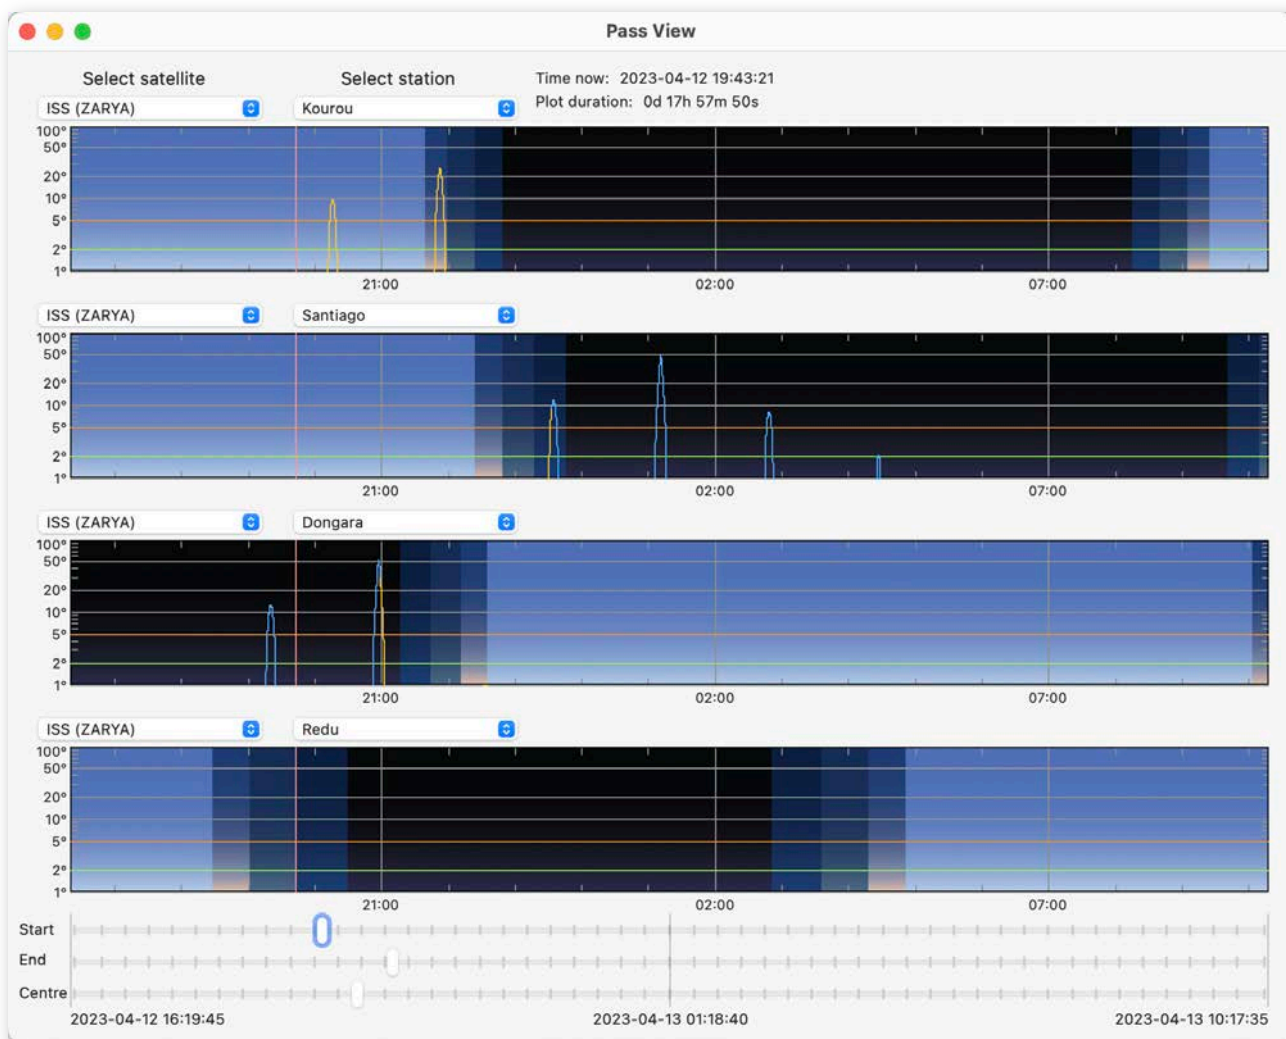 Pass View
Select satellite Select station Time now: 2023-04-12 19:43:21
ISS (ZARYA) Kourou Plot duration: 0d 17h 57m 50s
100°
50°
20°
10°
5°
2°
1°
21:00 02:00 07:00
ISS (ZARYA) Santiago
100°
50°
20°
10°
5°
2°
1°
21:00 02:00 07:00
ISS (ZARYA) Dongara
100°
50°
20°
10°
5°
2°
1°
21:00 02:00 07:00
ISS (ZARYA) Redu
100°
50°
20°
10°
5°
2°
1°
21:00 02:00 07:00
Start
End
Centre
2023-04-12 16:19:45 2023-04-13 01:18:40 2023-04-13 10:17:35